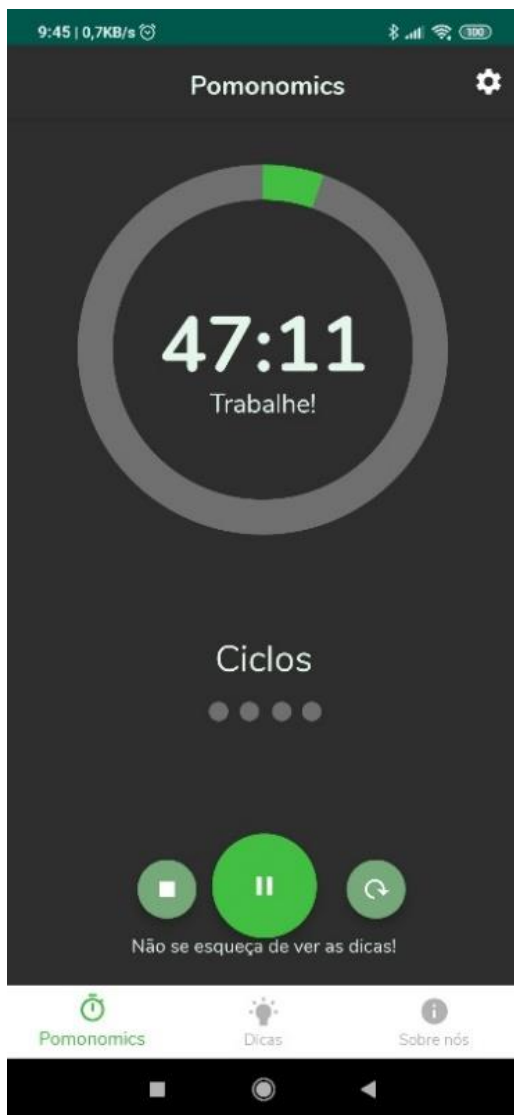 9:45 | 0,7KB/s
100
Pomonomics
47:11
Trabalhe!
Ciclos
Não se esqueça de ver as dicas!
Pomonomics
Dicas
Sobre nós